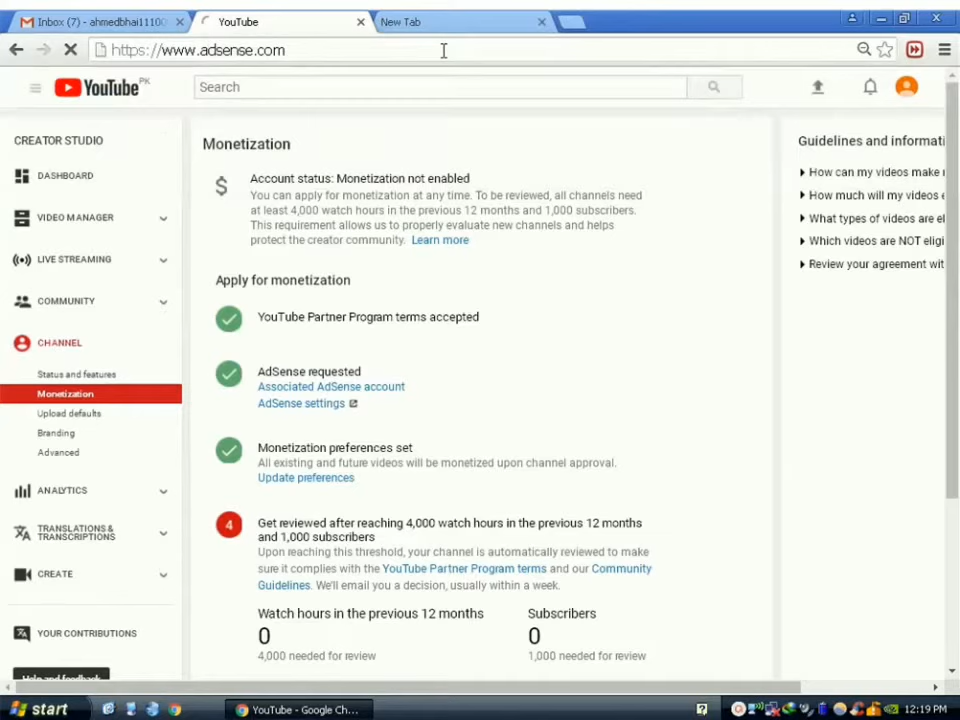 Inbox (7) - ahmedbhai11100
YouTube
New Tab
https://www.adsense.com
YouTube PK
Search
CREATOR STUDIO
DASHBOARD
VIDEO MANAGER
LIVE STREAMING
COMMUNITY
CHANNEL
Status and features
Monetization
Upload defaults
Branding
Advanced
ANALYTICS
TRANSLATIONS &
TRANSCRIPTIONS
CREATE
YOUR CONTRIBUTIONS
Help and feedback
Monetization
$
Account status: Monetization not enabled
You can apply for monetization at any time. To be reviewed, all channels need
at least 4,000 watch hours in the previous 12 months and 1,000 subscribers.
This requirement allows us to properly evaluate new channels and helps
protect the creator community. Learn more
Apply for monetization
YouTube Partner Program terms accepted
AdSense requested
Associated AdSense account
AdSense settings
Monetization preferences set
All existing and future videos will be monetized upon channel approval.
Update preferences
4
Get reviewed after reaching 4,000 watch hours in the previous 12 months
and 1,000 subscribers
Upon reaching this threshold, your channel is automatically reviewed to make
sure it complies with the YouTube Partner Program terms and our Community
Guidelines. We'll email you a decision, usually within a week.
Watch hours in the previous 12 months
0
4,000 needed for review
Subscribers
0
1,000 needed for review
Guidelines and informati
How can my videos make
How much will my videos e
What types of videos are el
Which videos are NOT eligi
Review your agreement wit
start
YouTube - Google Ch...
12:19 PM